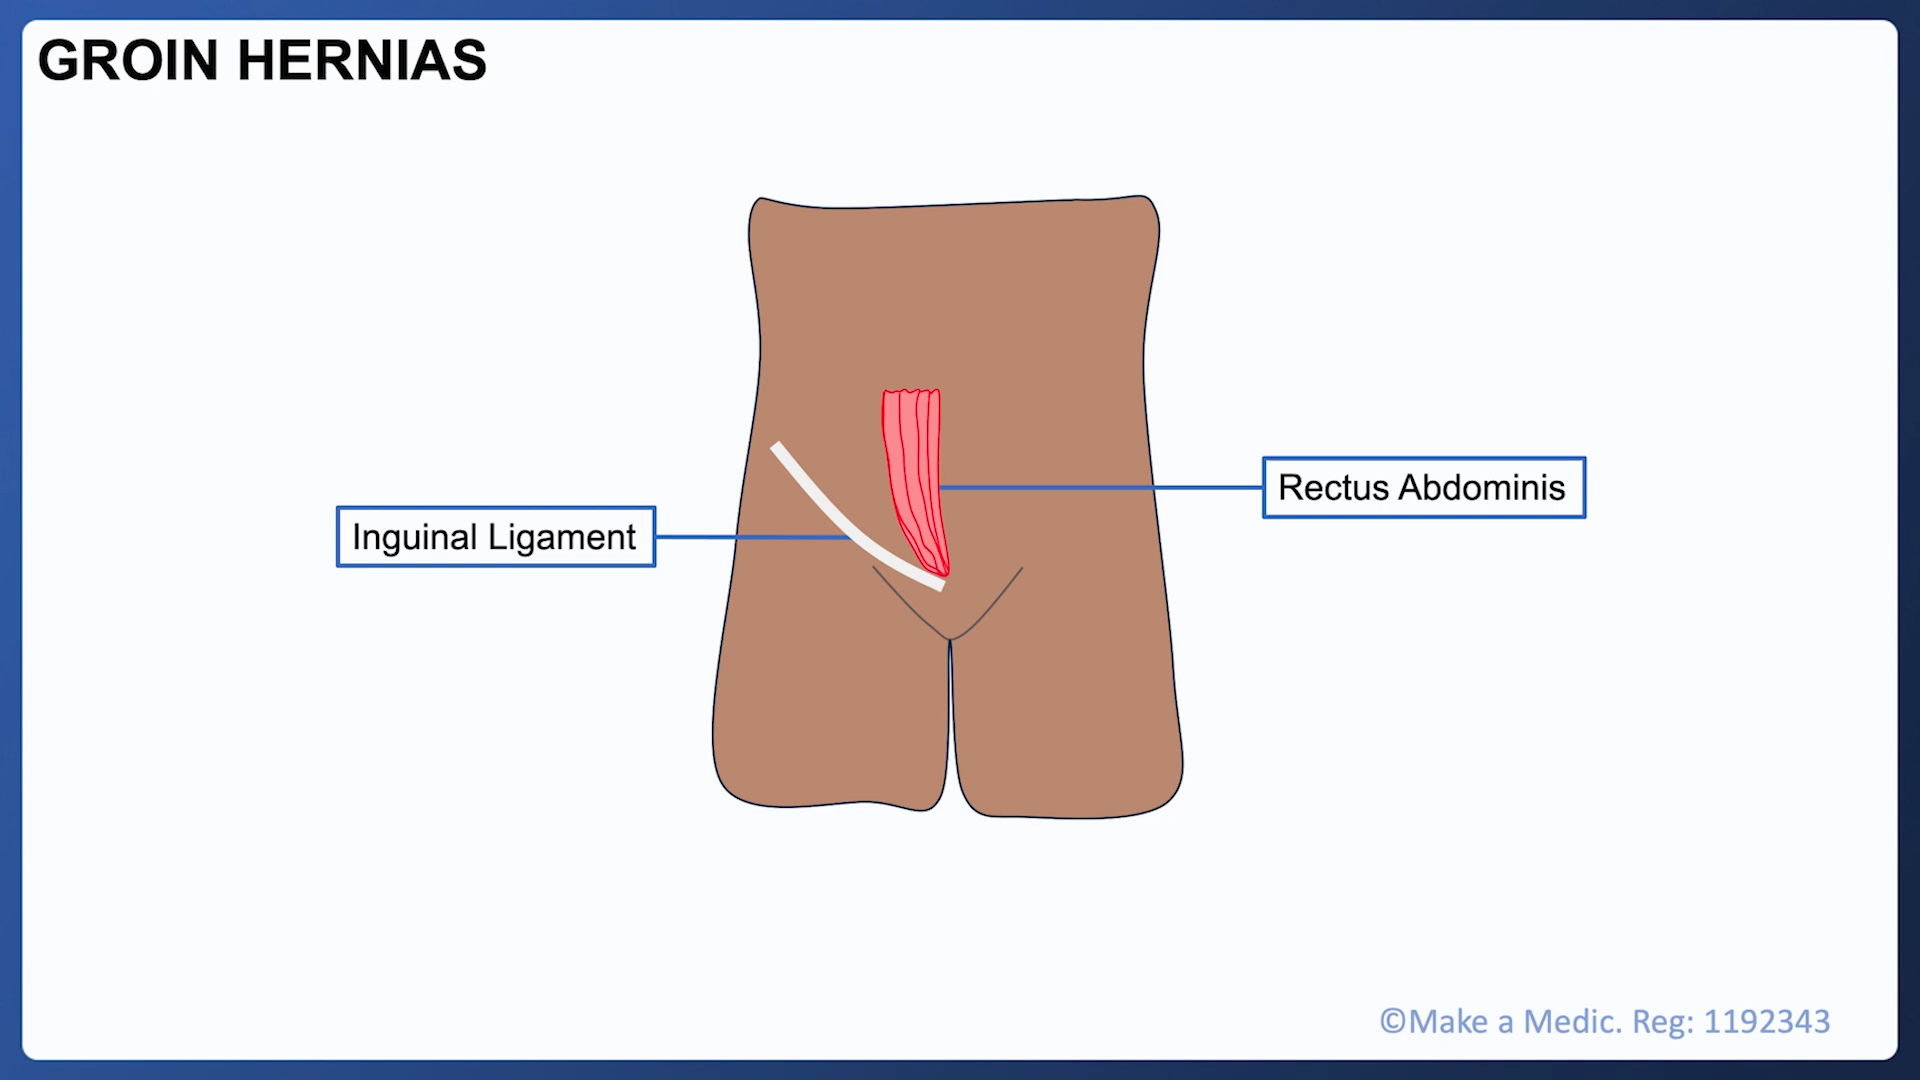 GROIN HERNIAS
Rectus Abdominis
Inguinal Ligament
©Make a Medic. Reg: 1192343